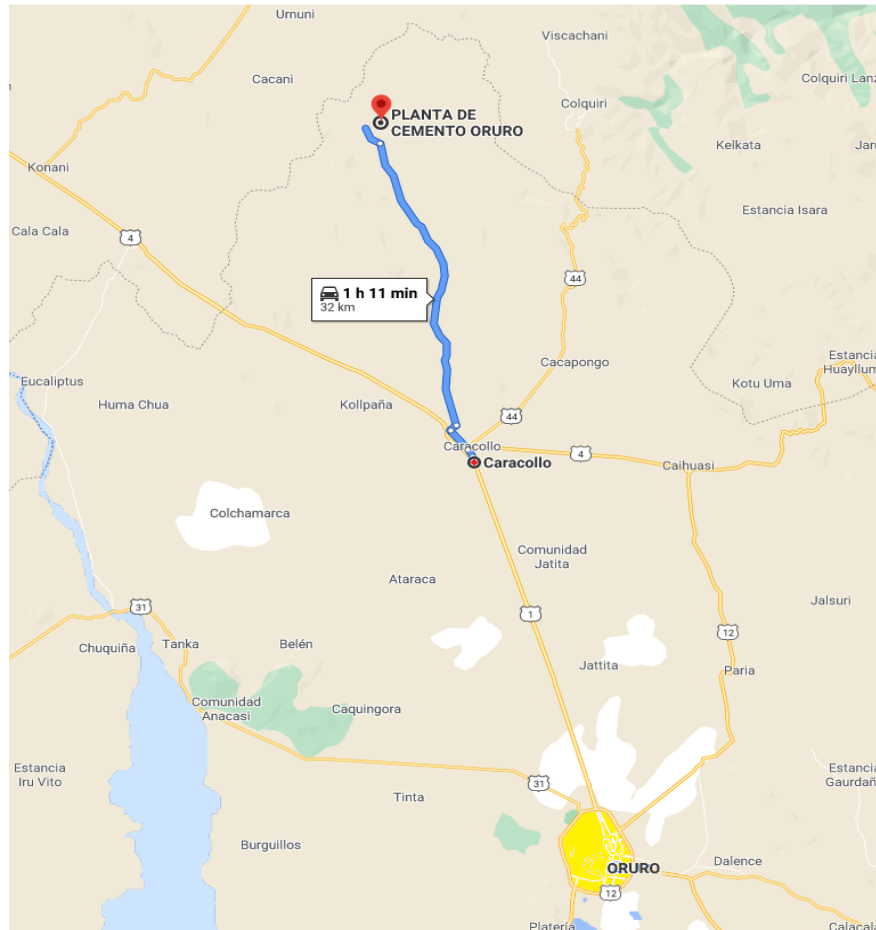 Urnuni
Viscachani
Cacani
Colquiri Lanz
Colquiri
PLANTA DE
CEMENTO ORURO
Kelkata
Jaru
Konani
Estancia Isara
Cala Cala
4
44
1 h 11 min
32 km
Estancia
Huayllum
Cacapongo
Eucaliptus
Kotu Uma
Huma Chua
Kollpaña
44
Caracollo
4
Caracollo
Caihuasi
Colchamarca
Comunidad
Jatita
Ataraca
31
1
Jalsuri
12
Chuquiña
Tanka
Belén
Jattita
Paria
Comunidad
Anacasi
Caquingora
Estancia
Iru Vito
31
Estancia
Gaurdañ
Tinta
Burguillos
Dalence
ORURO
12
Platería
Calacala